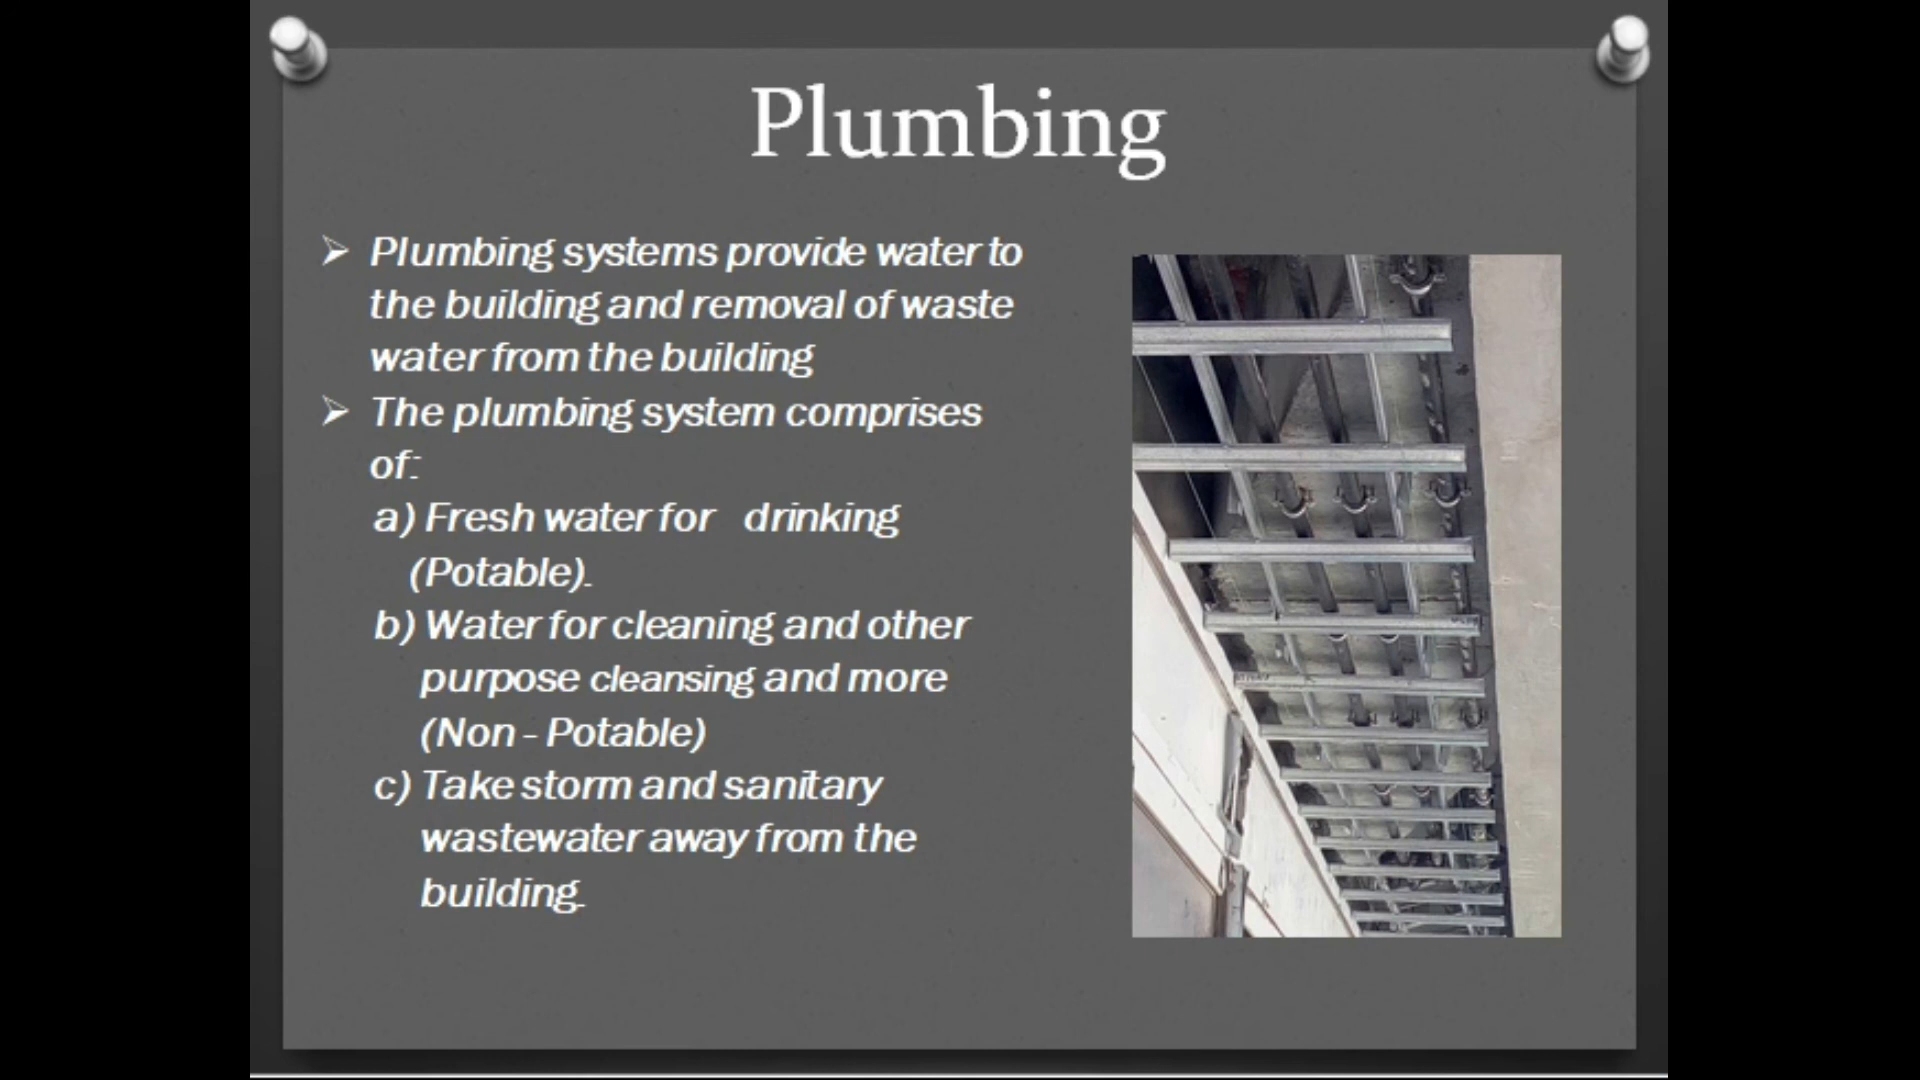 Plumbing
➢ Plumbing systems provide water to
the building and removal of waste
water from the building
➢ The plumbing system comprises
of:
a) Fresh water for drinking
(Potable).
b) Water for cleaning and other
purpose cleansing and more
(Non - Potable)
c) Take storm and sanitary
wastewater away from the
building.